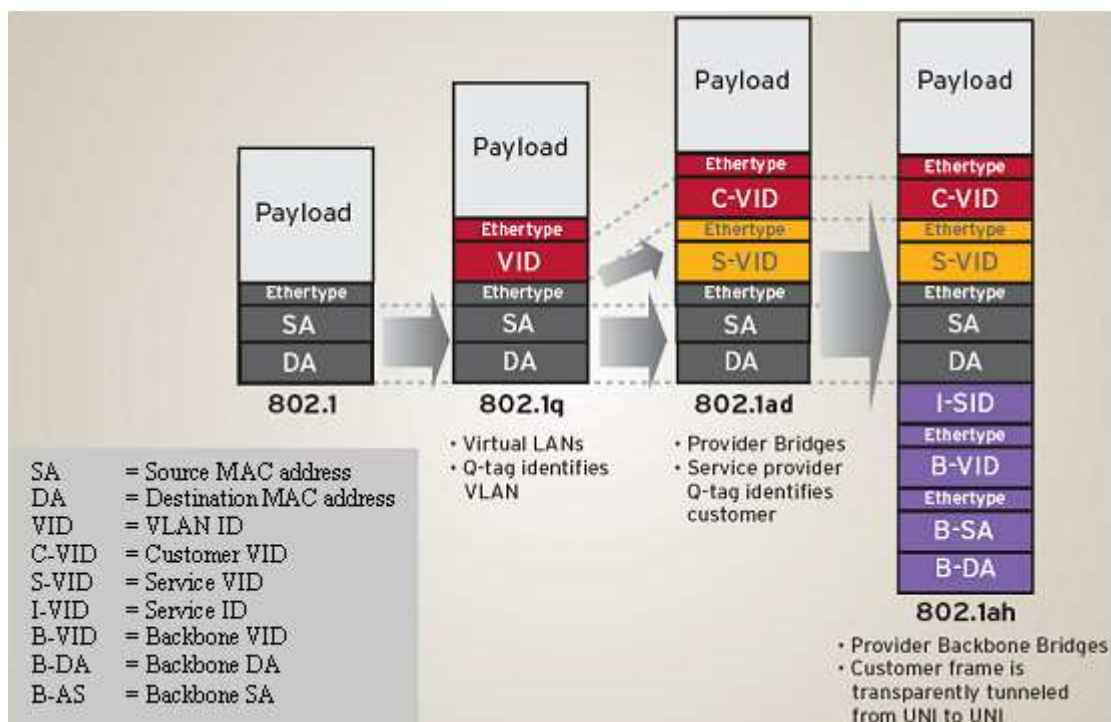 Payload
Ethertype
SA
DA
802.1
Payload
Ethertype
VID
Ethertype
SA
DA
802.1q
• Virtual LANs
• Q-tag identifies
VLAN
Payload
Ethertype
C-VID
Ethertype
S-VID
Ethertype
SA
DA
802.1ad
• Provider Bridges
• Service provider
Q-tag identifies
customer
Payload
Ethertype
C-VID
Ethertype
S-VID
Ethertype
SA
DA
I-SID
Ethertype
B-VID
Ethertype
B-SA
B-DA
802.1ah
• Provider Backbone Bridges
• Customer frame is
transparently tunneled
from UNI to UNI
SA = Source MAC address
DA = Destination MAC address
VID = VLAN ID
C-VID = Customer VID
S-VID = Service VID
I-VID = Service ID
B-VID = Backbone VID
B-DA = Backbone DA
B-AS = Backbone SA